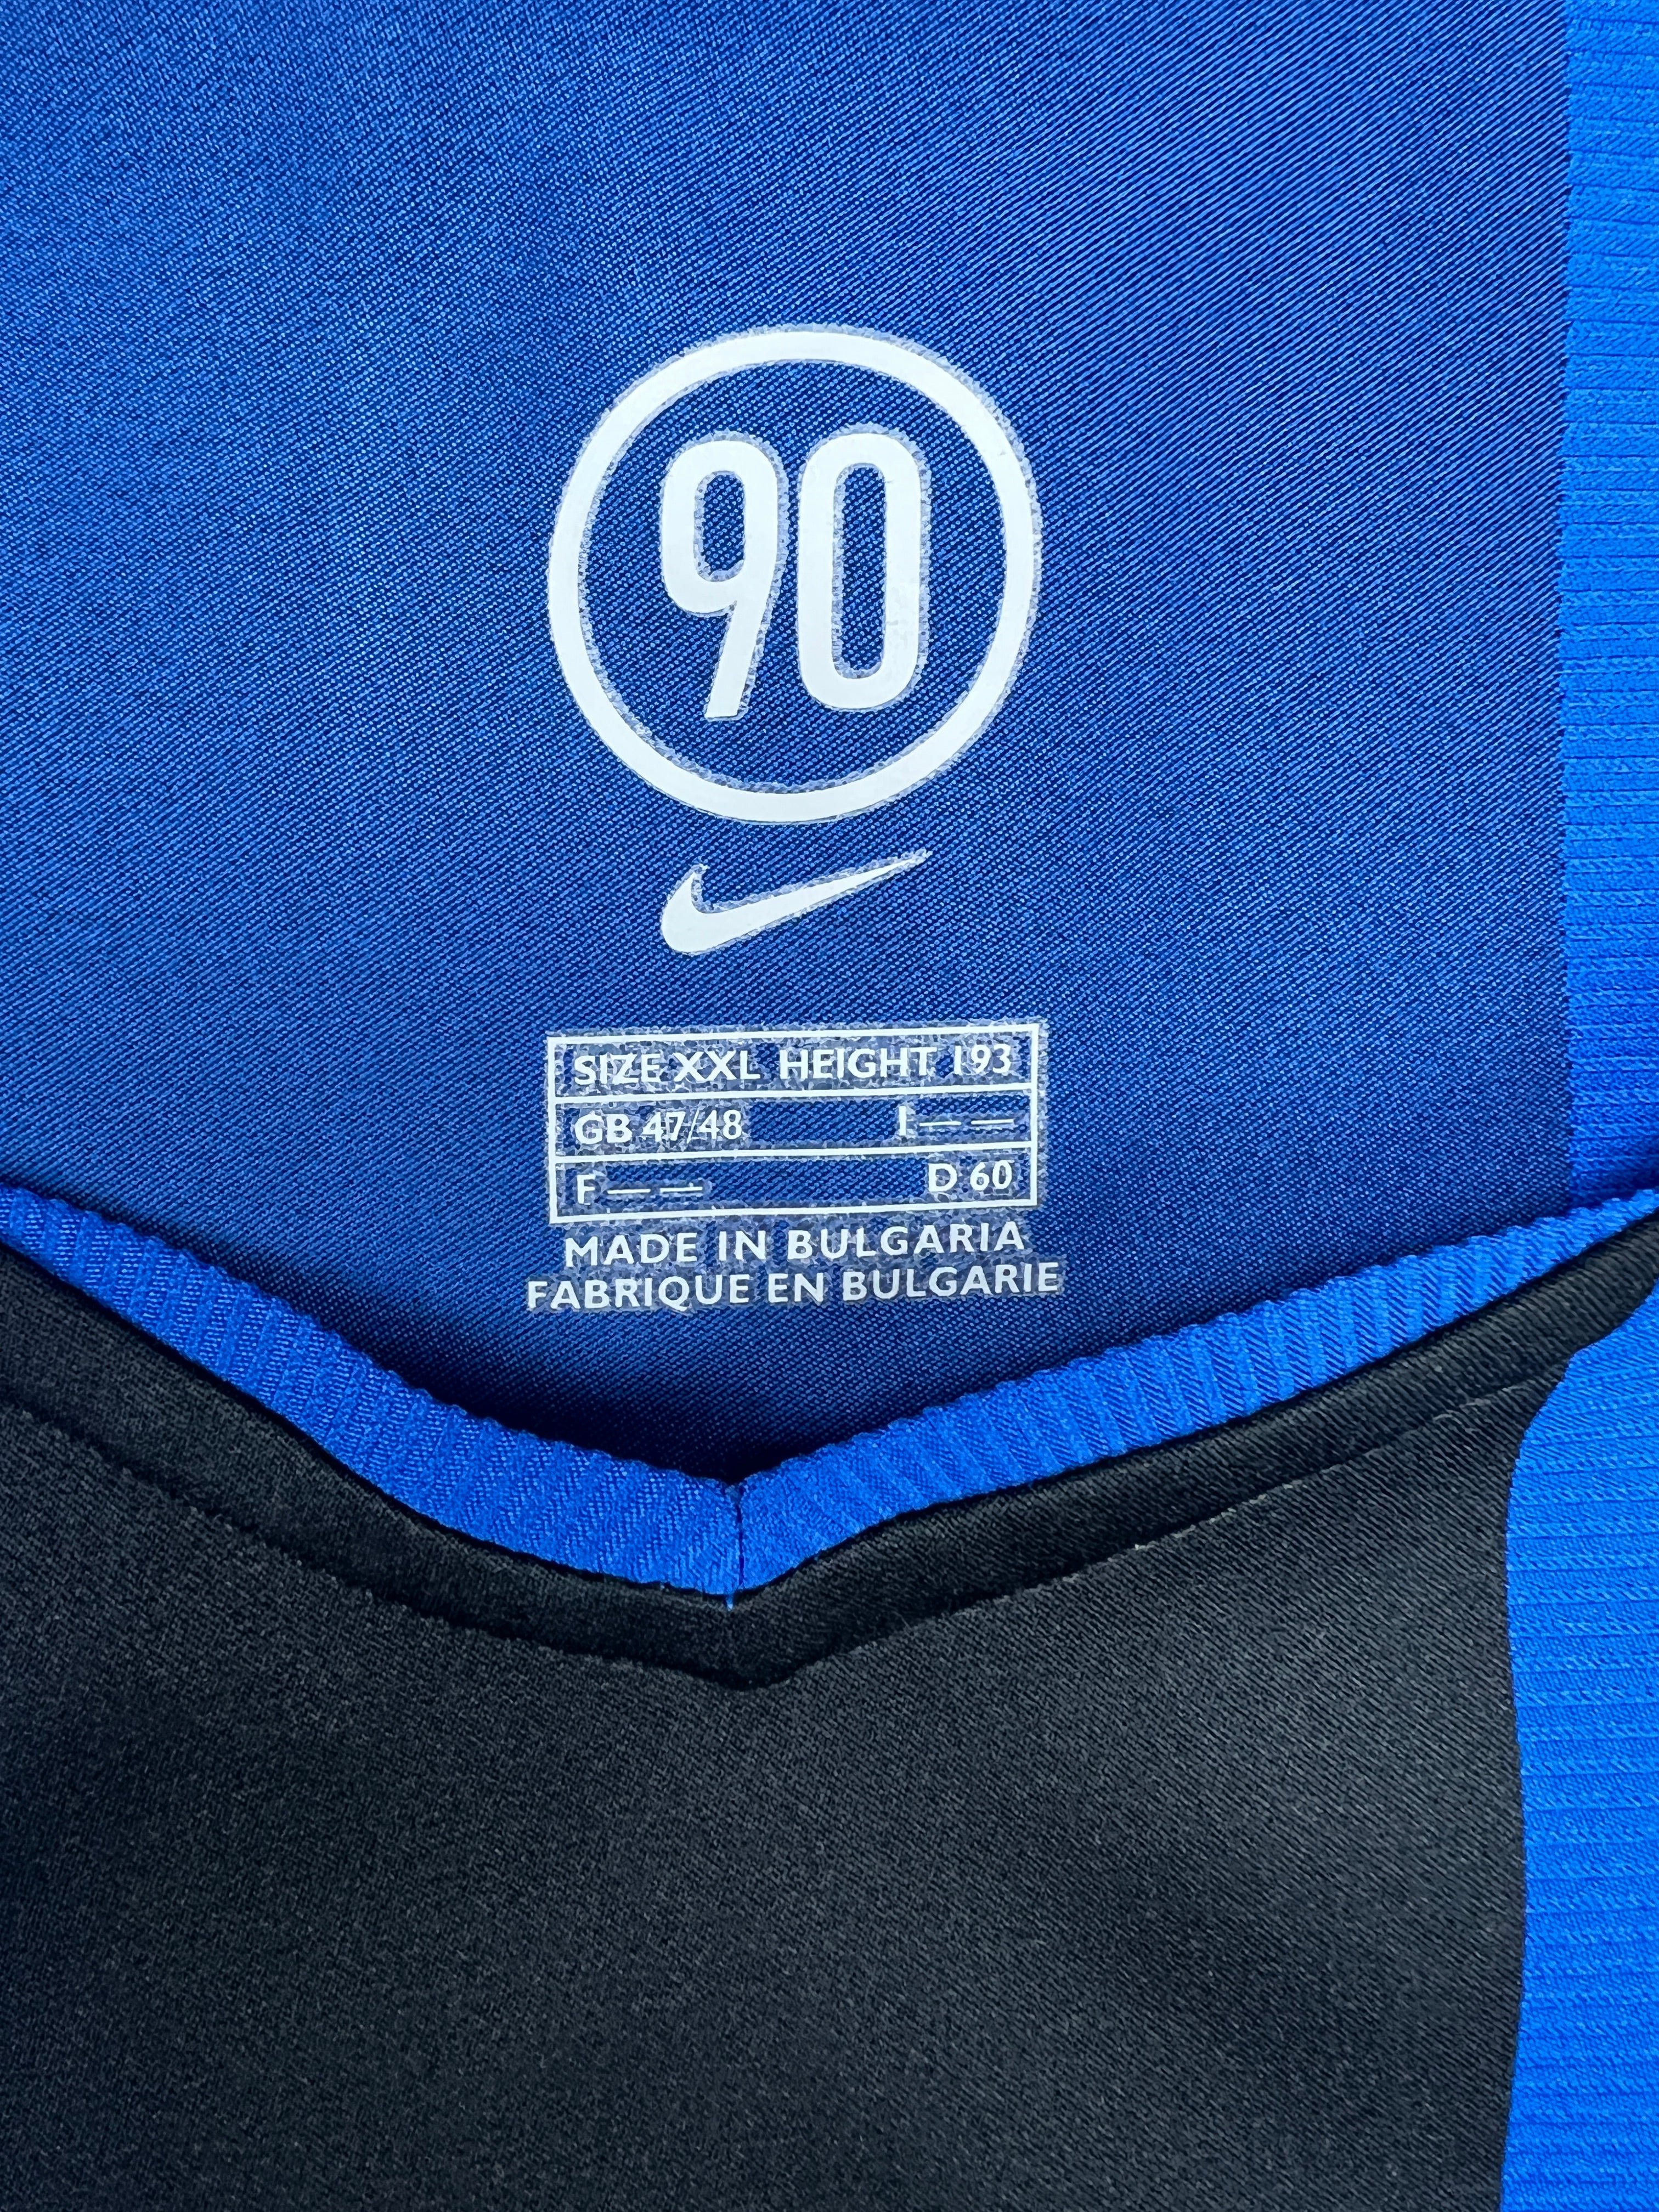 90
SIZE XXL HEIGHT 193
GB 47/48 I — —
F — — D 60
MADE IN BULGARIA
FABRIQUE EN BULGARIE